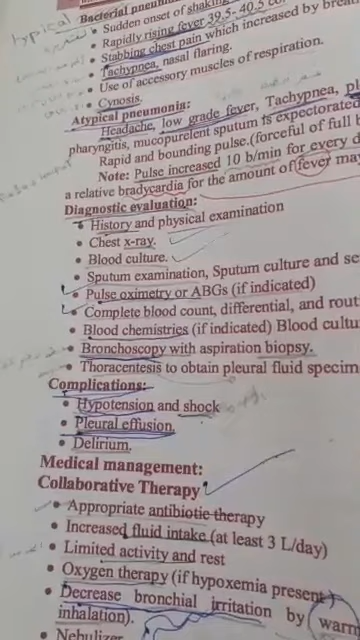 typical
Bacterial pneum
• Sudden onset of shaking
• Rapidly rising fever 39.5- 40.5
• Stabbing chest pain which increased by brea
• Tachypnea, nasal flaring.
• Use of accessory muscles of respiration.
• Cynosis.
Atypical pneumonia:
Headache, low grade fever, Tachypnea, pl
pharyngitis, mucopurelent sputum is expectorated
Rapid and bounding pulse.(forceful of full b
Note: Pulse increased 10 b/min for every d
a relative bradycardia for the amount of fever may
Diagnostic evaluation:
• History and physical examination
• Chest x-ray.
• Blood culture.
• Sputum examination, Sputum culture and se
• Pulse oximetry or ABGs (if indicated)
• Complete blood count, differential, and rout
• Blood chemistries (if indicated) Blood cultu
• Bronchoscopy with aspiration biopsy.
• Thoracentesis to obtain pleural fluid specim
Complications:
• Hypotension and shock
• Pleural effusion.
• Delirium.
Medical management:
Collaborative Therapy
• Appropriate antibiotic therapy
• Increased fluid intake (at least 3 L/day)
• Limited activity and rest
• Oxygen therapy (if hypoxemia present)
• Decrease bronchial irritation by warm
inhalation).
• Nebulizer